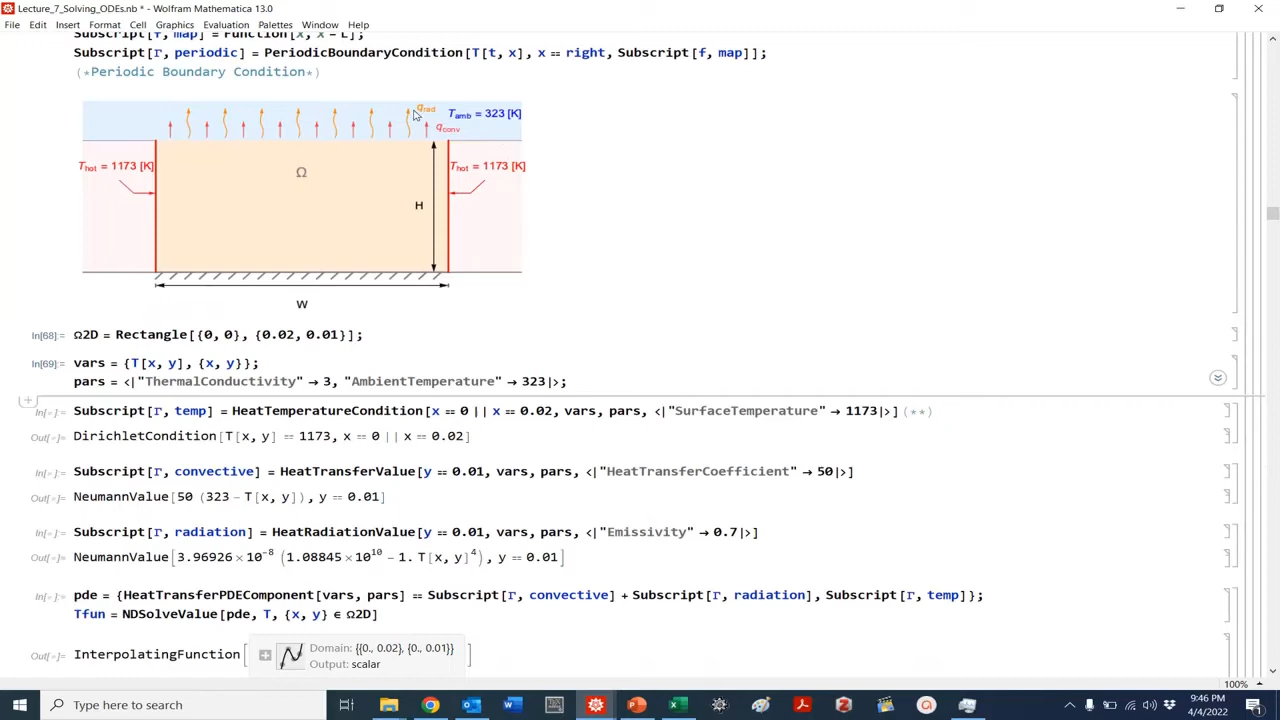 Lecture_7_Solving_ODEs.nb * - Wolfram Mathematica 13.0
File Edit Insert Format Cell Graphics Evaluation Palettes Window Help
Subscript[f, map] = Function[x, x - L];
Subscript[Γ, periodic] = PeriodicBoundaryCondition[T[t, x], x == right, Subscript[f, map]];
(*Periodic Boundary Condition*)
q_rad
T_amb = 323 [K]
q_conv
T_hot = 1173 [K]
Ω
T_hot = 1173 [K]
H
W
In[68]:= Ω2D = Rectangle[{0, 0}, {0.02, 0.01}];
In[69]:= vars = {T[x, y], {x, y}};
pars = <|"ThermalConductivity" → 3, "AmbientTemperature" → 323|>;
In[∘]:= Subscript[Γ, temp] = HeatTemperatureCondition[x == 0 || x == 0.02, vars, pars, <|"SurfaceTemperature" → 1173|>] (**)
Out[∘]= DirichletCondition[T[x, y] == 1173, x == 0 || x == 0.02]
In[∘]:= Subscript[Γ, convective] = HeatTransferValue[y == 0.01, vars, pars, <|"HeatTransferCoefficient" → 50|>]
Out[∘]= NeumannValue[50 (323 - T[x, y]), y == 0.01]
In[∘]:= Subscript[Γ, radiation] = HeatRadiationValue[y == 0.01, vars, pars, <|"Emissivity" → 0.7|>]
Out[∘]= NeumannValue[3.96926 × 10⁻⁸ (1.08845 × 10¹⁰ - 1. T[x, y]⁴), y == 0.01]
In[∘]:= pde = {HeatTransferPDEComponent[vars, pars] == Subscript[Γ, convective] + Subscript[Γ, radiation], Subscript[Γ, temp]};
Tfun = NDSolveValue[pde, T, {x, y} ∈ Ω2D]
Out[∘]= InterpolatingFunction[ Domain: {{0., 0.02}, {0., 0.01}}
Output: scalar ]
100%
Type here to search
9:46 PM
4/4/2022